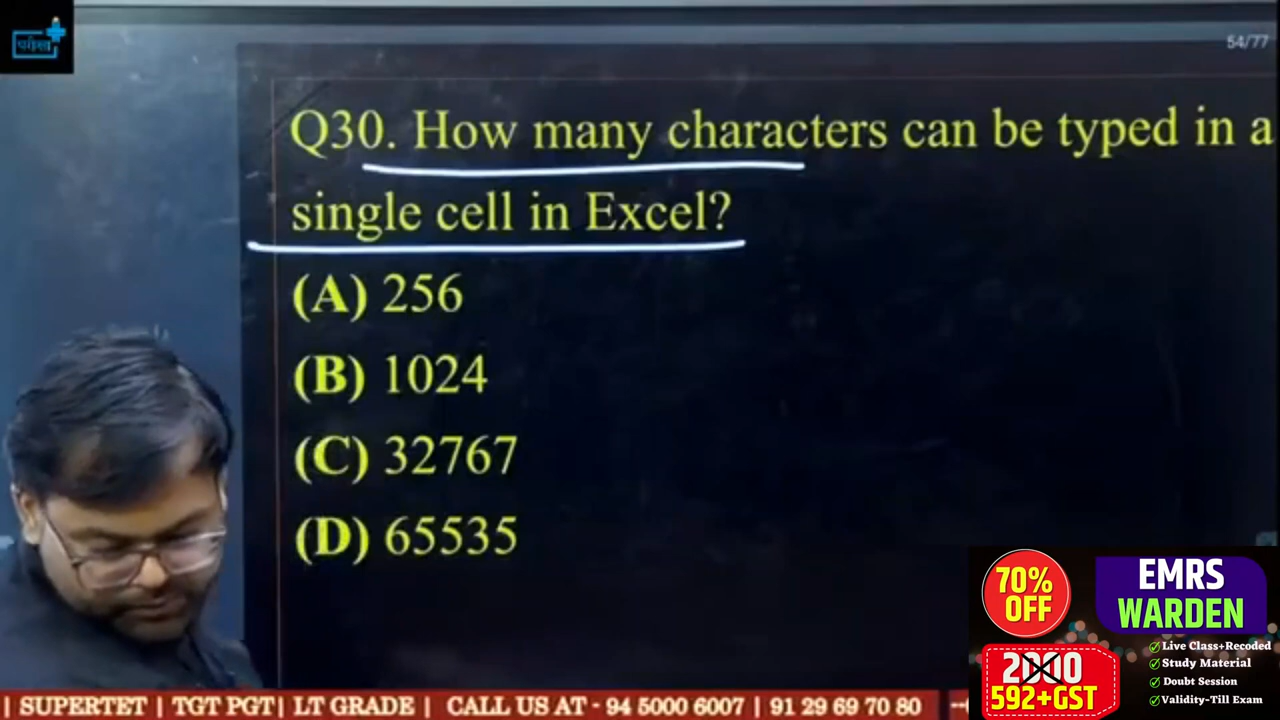 परीक्षा
54/77
Q30. How many characters can be typed in a
single cell in Excel?
(A) 256
(B) 1024
(C) 32767
(D) 65535
70%
OFF
EMRS
WARDEN
2000
592+GST
Live Class+Recoded
Study Material
Doubt Session
Validity-Till Exam
| SUPERTET | TGT PGT | LT GRADE | CALL US AT - 94 5000 6007 | 91 29 69 70 80